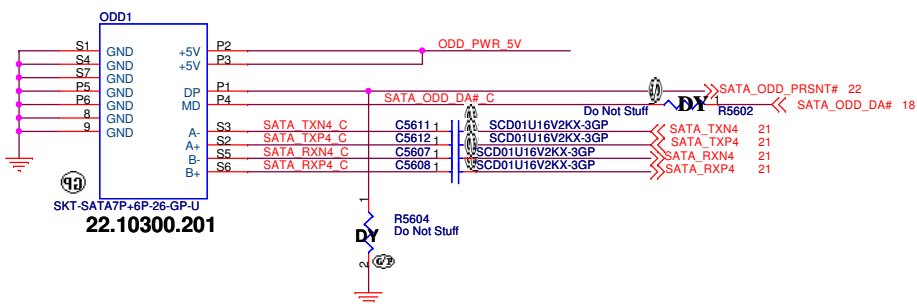 ODD1
S1 GND +5V P2 ODD_PWR_5V
S4 GND +5V P3
S7 GND
P5 GND DP P1 SATA_ODD_PRSNT# 22
P6 GND MD P4 SATA_ODD_DA#_C Do Not Stuff DY 1 R5602 SATA_ODD_DA# 18
8 GND
9 GND A- S3 SATA_TXN4_C C5611 1 SCD01U16V2KX-3GP SATA_TXN4 21
A+ S2 SATA_TXP4_C C5612 1 SCD01U16V2KX-3GP SATA_TXP4 21
B- S5 SATA_RXN4_C C5607 1 SCD01U16V2KX-3GP SATA_RXN4 21
B+ S6 SATA_RXP4_C C5608 1 SCD01U16V2KX-3GP SATA_RXP4 21
SKT-SATA7P+6P-26-GP-U
22.10300.201
1
R5604
DY Do Not Stuff
2